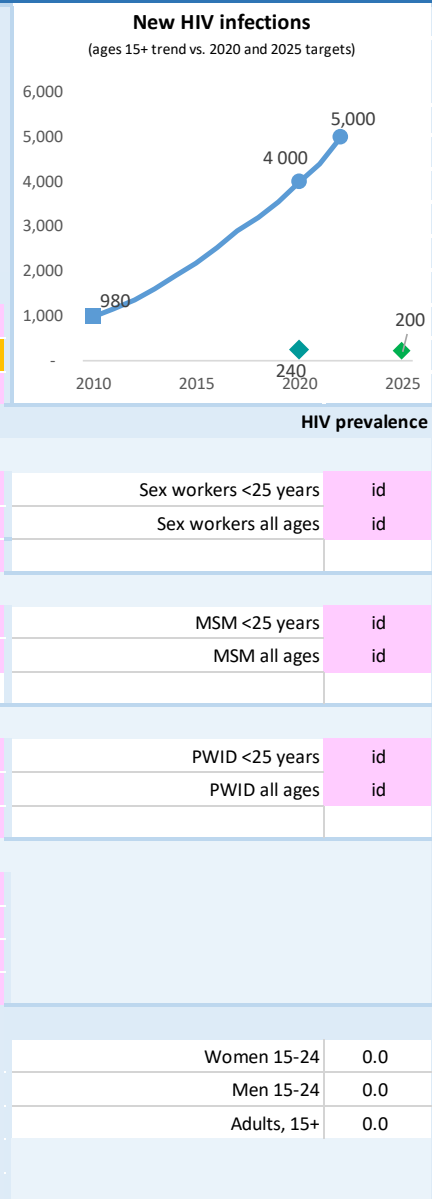 New HIV infections
(ages 15+ trend vs. 2020 and 2025 targets)
6,000
5,000
5,000
4 000
4,000
3,000
2,000
980
1,000
200
-
240
2010 2015 2020 2025
HIV prevalence
Sex workers <25 years id
Sex workers all ages id
MSM <25 years id
MSM all ages id
PWID <25 years id
PWID all ages id
Women 15-24 0.0
Men 15-24 0.0
Adults, 15+ 0.0